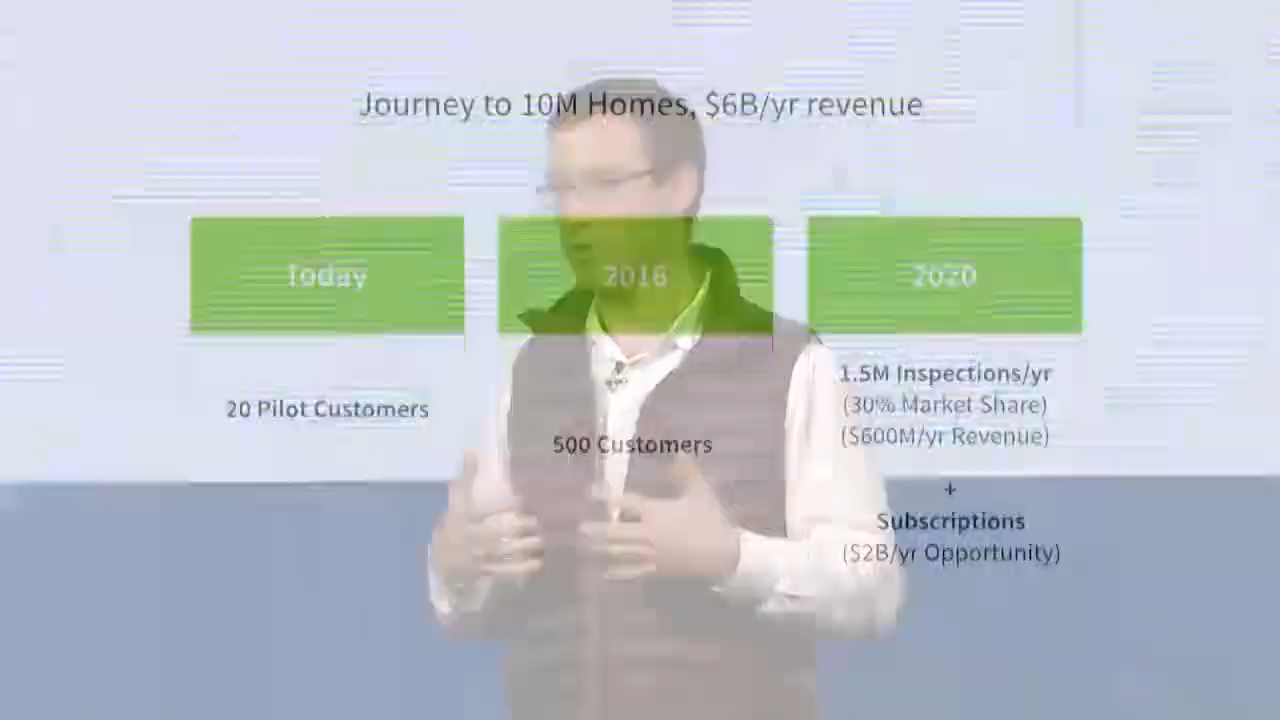 Journey to 10M Homes, $6B/yr revenue
Today
2016
2020
20 Pilot Customers
500 Customers
1.5M Inspections/yr
(30% Market Share)
($600M/yr Revenue)
+
Subscriptions
($2B/yr Opportunity)